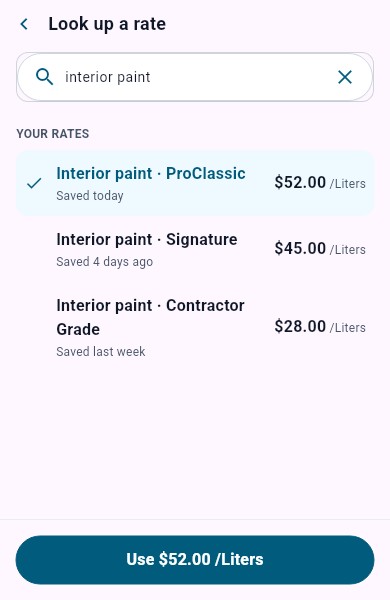 Look up a rate
interior paint
YOUR RATES
Interior paint · ProClassic
Saved today
$52.00 /Liters
Interior paint · Signature
Saved 4 days ago
$45.00 /Liters
Interior paint · Contractor
Grade
Saved last week
$28.00 /Liters
Use $52.00 /Liters